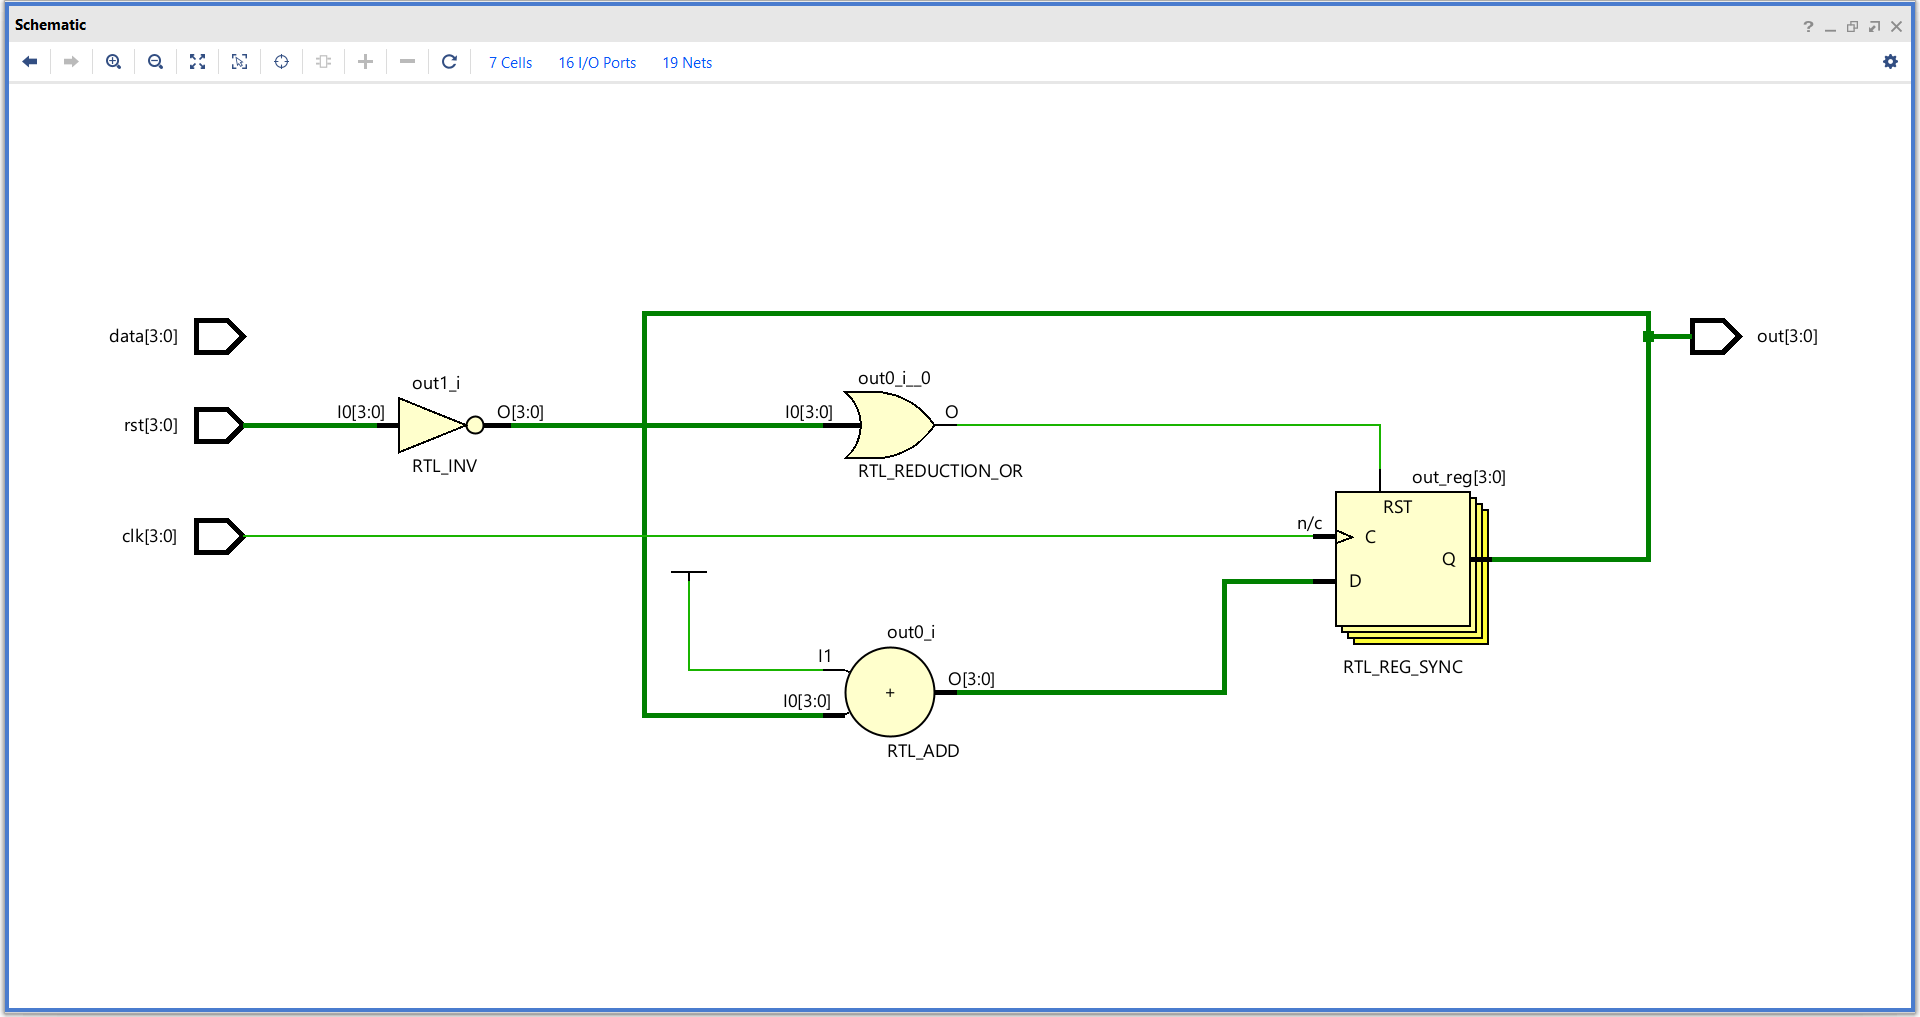 Schematic
7 Cells 16 I/O Ports 19 Nets
data[3:0]
out[3:0]
out1_i
out0_i__0
rst[3:0]
I0[3:0]
O[3:0]
I0[3:0]
O
RTL_INV
RTL_REDUCTION_OR
out_reg[3:0]
RST
clk[3:0]
n/c
C
Q
D
RTL_REG_SYNC
out0_i
I1
+
O[3:0]
I0[3:0]
RTL_ADD